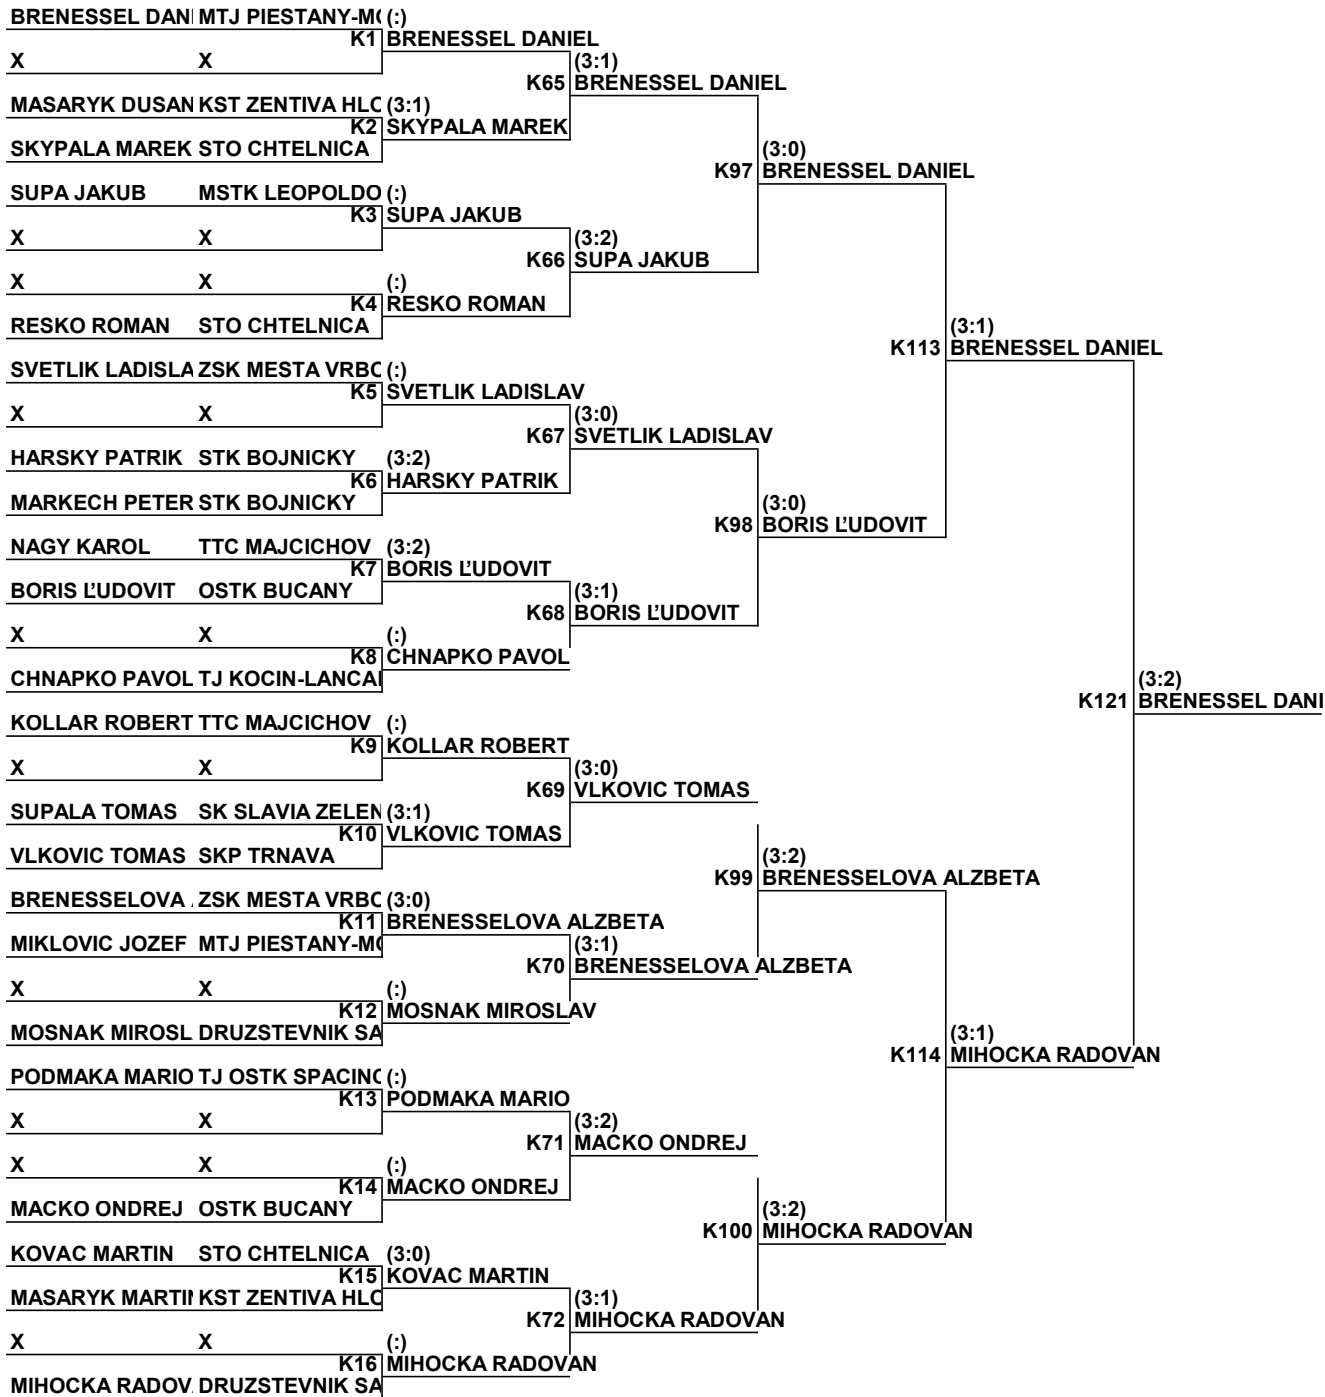 BRENESSEL DANI MTJ PIESTANY-M( (:)
K1 BRENESSEL DANIEL
X X (3:1)
K65 BRENESSEL DANIEL
MASARYK DUSAN KST ZENTIVA HLC (3:1)
K2 SKYPALA MAREK
SKYPALA MAREK STO CHTELNICA (3:0)
K97 BRENESSEL DANIEL
SUPA JAKUB MSTK LEOPOLDO (:)
K3 SUPA JAKUB
X X (3:2)
K66 SUPA JAKUB
X X (:)
K4 RESKO ROMAN
RESKO ROMAN STO CHTELNICA (3:1)
K113 BRENESSEL DANIEL
SVETLIK LADISLA ZSK MESTA VRBC (:)
K5 SVETLIK LADISLAV
X X (3:0)
K67 SVETLIK LADISLAV
HARSKY PATRIK STK BOJNICKY (3:2)
K6 HARSKY PATRIK
MARKECH PETER STK BOJNICKY (3:0)
K98 BORIS ĽUDOVIT
NAGY KAROL TTC MAJCICHOV (3:2)
K7 BORIS ĽUDOVIT
BORIS ĽUDOVIT OSTK BUCANY (3:1)
K68 BORIS ĽUDOVIT
X X (:)
K8 CHNAPKO PAVOL
CHNAPKO PAVOL TJ KOCIN-LANCAI (3:2)
K121 BRENESSEL DANI
KOLLAR ROBERT TTC MAJCICHOV (:)
K9 KOLLAR ROBERT
X X (3:0)
K69 VLKOVIC TOMAS
SUPALA TOMAS SK SLAVIA ZELEN (3:1)
K10 VLKOVIC TOMAS
VLKOVIC TOMAS SKP TRNAVA (3:2)
K99 BRENESSELOVA ALZBETA
BRENESSELOVA ZSK MESTA VRBC (3:0)
K11 BRENESSELOVA ALZBETA
MIKLOVIC JOZEF MTJ PIESTANY-M( (3:1)
K70 BRENESSELOVA ALZBETA
X X (:)
K12 MOSNAK MIROSLAV
MOSNAK MIROSL DRUZSTEVNIK SA (3:1)
K114 MIHOCKA RADOVAN
PODMAKA MARIO TJ OSTK SPACINC (:)
K13 PODMAKA MARIO
X X (3:2)
K71 MACKO ONDREJ
X X (:)
K14 MACKO ONDREJ
MACKO ONDREJ OSTK BUCANY (3:2)
K100 MIHOCKA RADOVAN
KOVAC MARTIN STO CHTELNICA (3:0)
K15 KOVAC MARTIN
MASARYK MARTIN KST ZENTIVA HLC (3:1)
K72 MIHOCKA RADOVAN
X X (:)
K16 MIHOCKA RADOVAN
MIHOCKA RADOV DRUZSTEVNIK SA